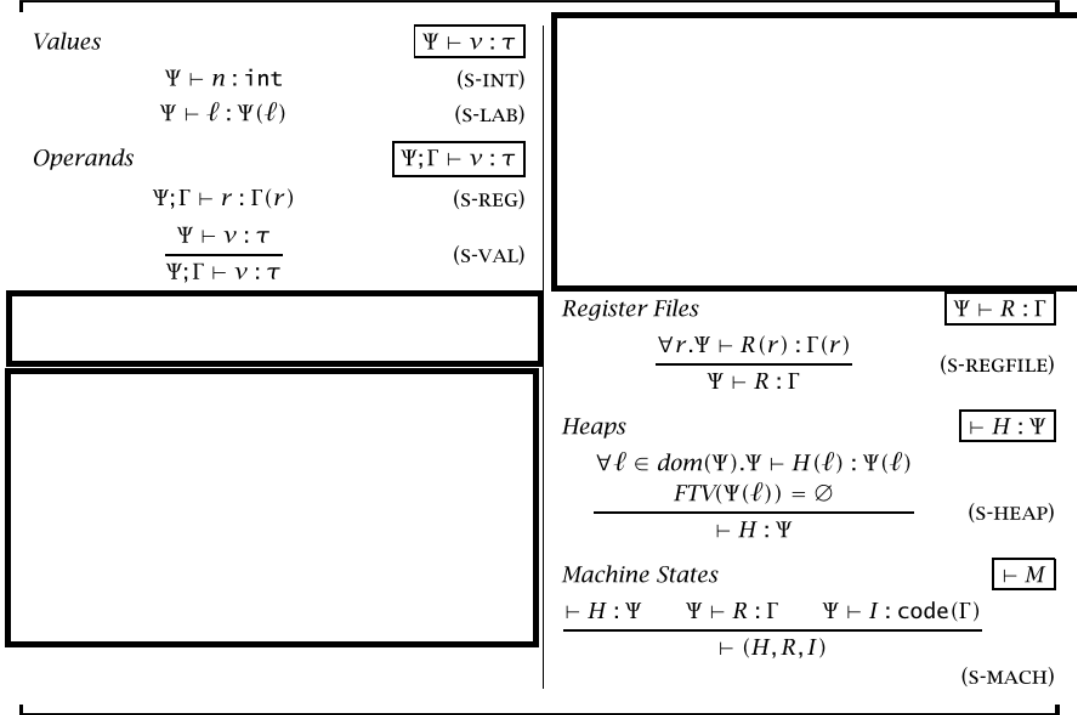 Values Ψ ⊢ v : τ
Ψ ⊢ n : int (S-INT)
Ψ ⊢ ℓ : Ψ(ℓ) (S-LAB)
Operands Ψ;Γ ⊢ v : τ
Ψ;Γ ⊢ r : Γ(r) (S-REG)
Ψ ⊢ v : τ
Ψ;Γ ⊢ v : τ (S-VAL)
Register Files Ψ ⊢ R : Γ
∀r.Ψ ⊢ R(r) : Γ(r)
Ψ ⊢ R : Γ (S-REGFILE)
Heaps ⊢ H : Ψ
∀ℓ ∈ dom(Ψ).Ψ ⊢ H(ℓ) : Ψ(ℓ)
FTV(Ψ(ℓ)) = ∅
⊢ H : Ψ (S-HEAP)
Machine States ⊢ M
⊢ H : Ψ Ψ ⊢ R : Γ Ψ ⊢ I : code(Γ)
⊢ (H, R, I)
(S-MACH)